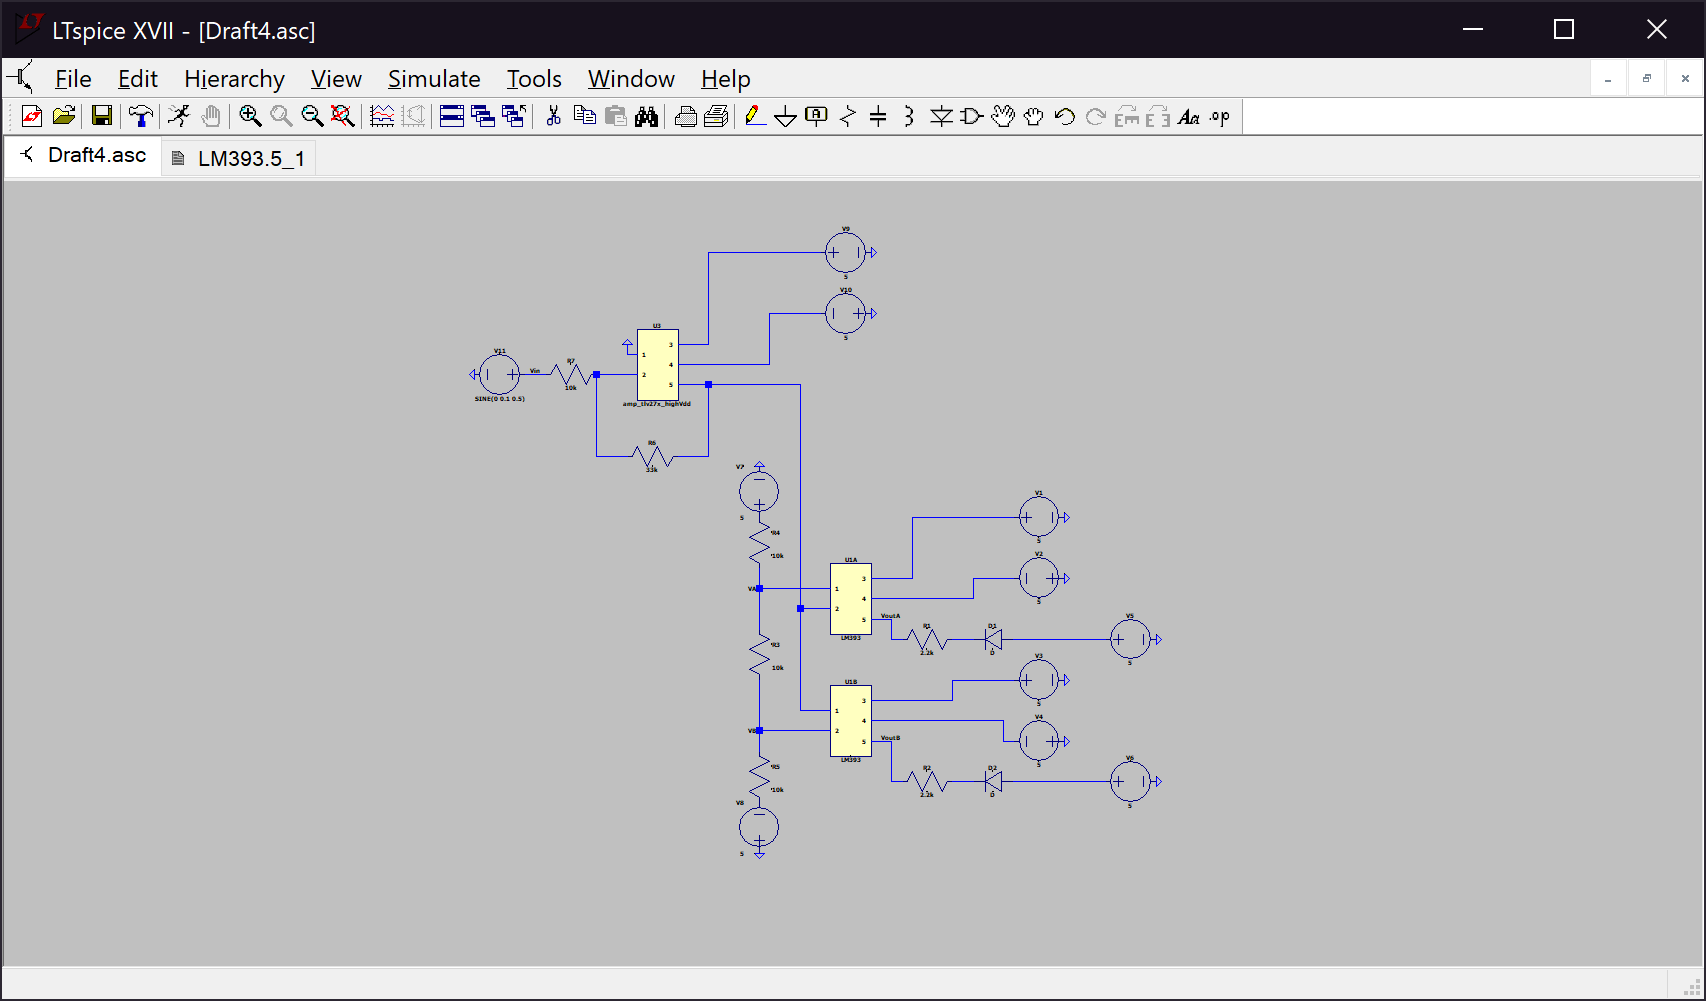 LTspice XVII - [Draft4.asc]
File Edit Hierarchy View Simulate Tools Window Help
Draft4.asc LM393.5_1
V9
5
V10
5
U3
3
1
4
2
5
amp_tlv27x_highVdd
V11
Vin
SINE(0 0.1 0.5)
R7
10k
R6
33k
V7
5
R4
10k
VA
R3
10k
VB
R5
10k
V8
5
U1A
3
1
4
2
5
LM393
V1
5
V2
5
VoutA
R1
2.2k
D1
D
V5
5
U1B
3
1
4
2
5
LM393
V3
5
V4
5
VoutB
R2
2.2k
D2
D
V6
5